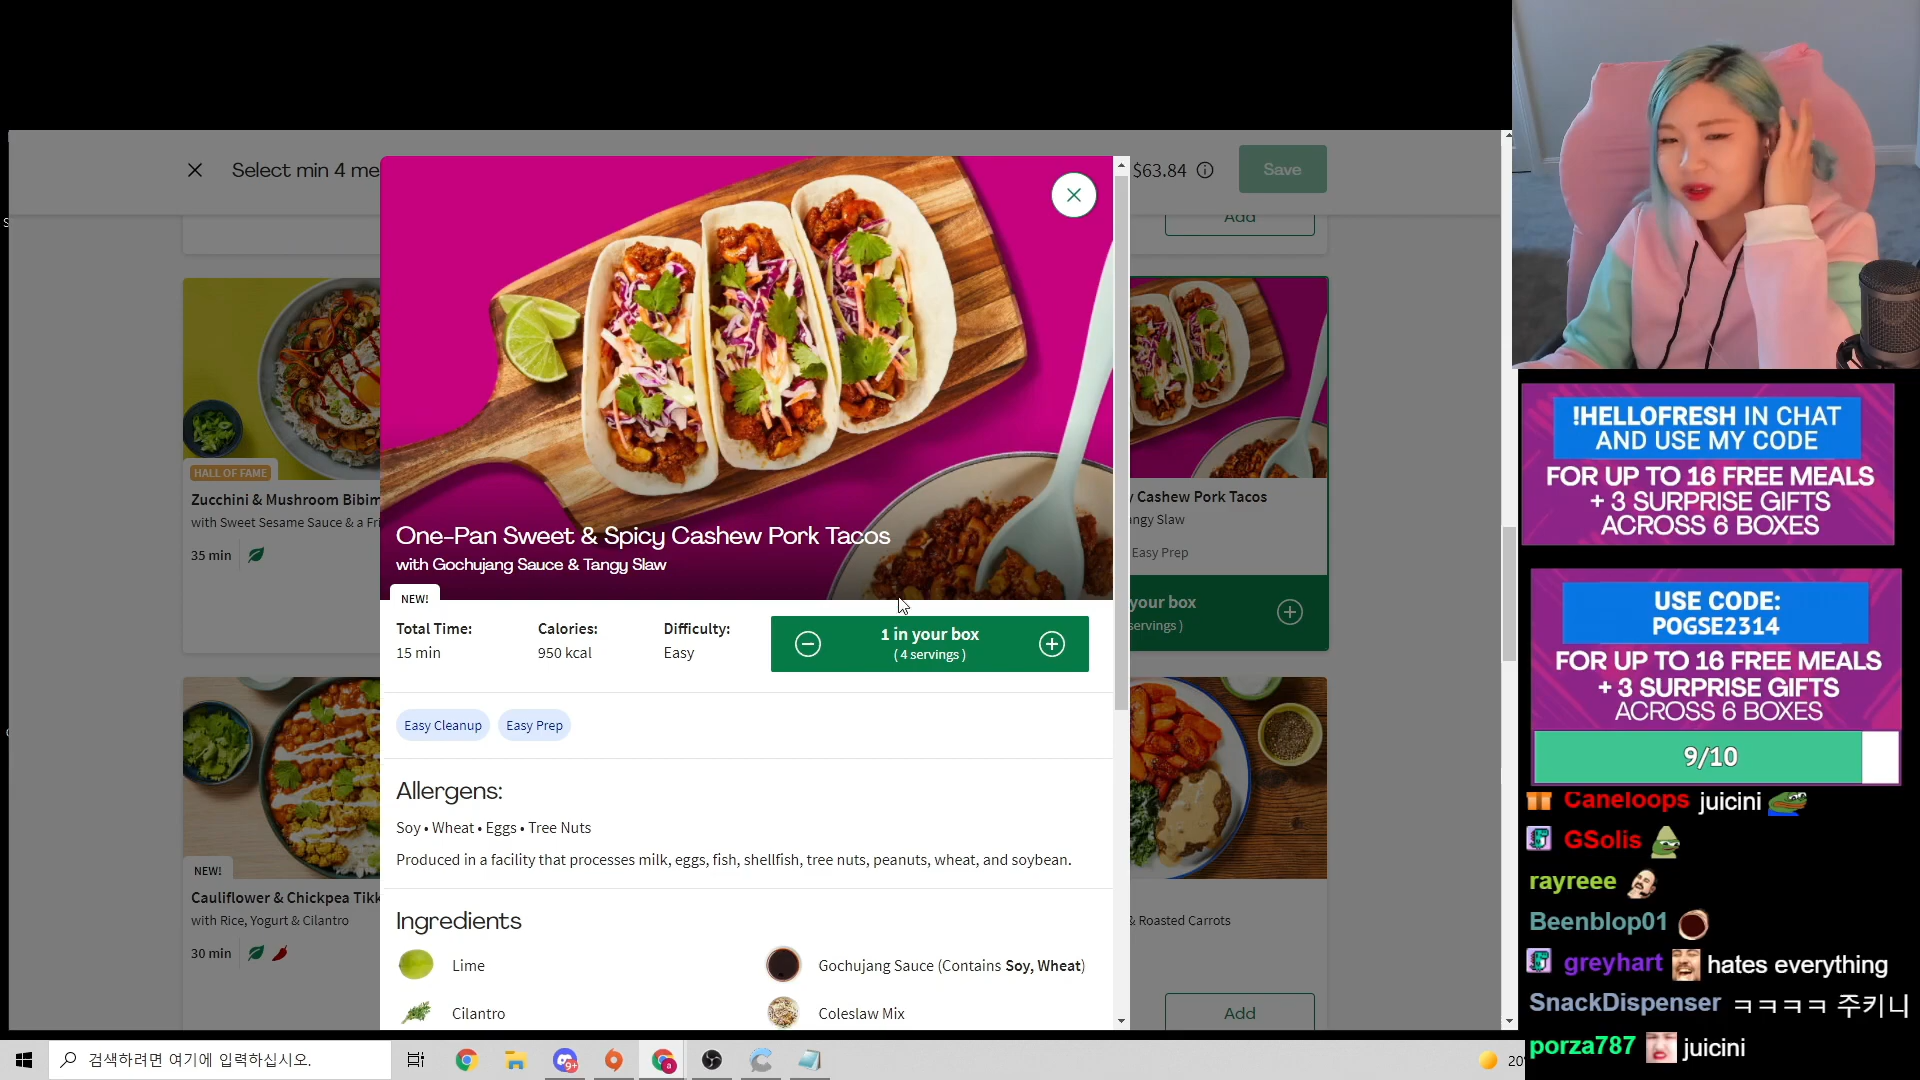 Select min 4 me
$63.84
Save
Add
HALL OF FAME
Zucchini & Mushroom Bibim
with Sweet Sesame Sauce & a Fri
35 min
NEW!
Cauliflower & Chickpea Tikk
with Rice, Yogurt & Cilantro
30 min
One-Pan Sweet & Spicy Cashew Pork Tacos
with Gochujang Sauce & Tangy Slaw
NEW!
Total Time:
15 min
Calories:
950 kcal
Difficulty:
Easy
1 in your box
( 4 servings )
Easy Cleanup
Easy Prep
Allergens:
Soy • Wheat • Eggs • Tree Nuts
Produced in a facility that processes milk, eggs, fish, shellfish, tree nuts, peanuts, wheat, and soybean.
Ingredients
Lime
Gochujang Sauce (Contains Soy, Wheat)
Cilantro
Coleslaw Mix
y Cashew Pork Tacos
ngy Slaw
Easy Prep
your box
servings )
& Roasted Carrots
Add
!HELLOFRESH IN CHAT
AND USE MY CODE
FOR UP TO 16 FREE MEALS
+ 3 SURPRISE GIFTS
ACROSS 6 BOXES
USE CODE:
POGSE2314
FOR UP TO 16 FREE MEALS
+ 3 SURPRISE GIFTS
ACROSS 6 BOXES
9/10
Caneloops juicini
GSolis
rayreee
Beenblop01
greyhart hates everything
SnackDispenser ㅋㅋㅋㅋ 주키니
porza787 juicini
검색하려면 여기에 입력하십시오.
9+
20